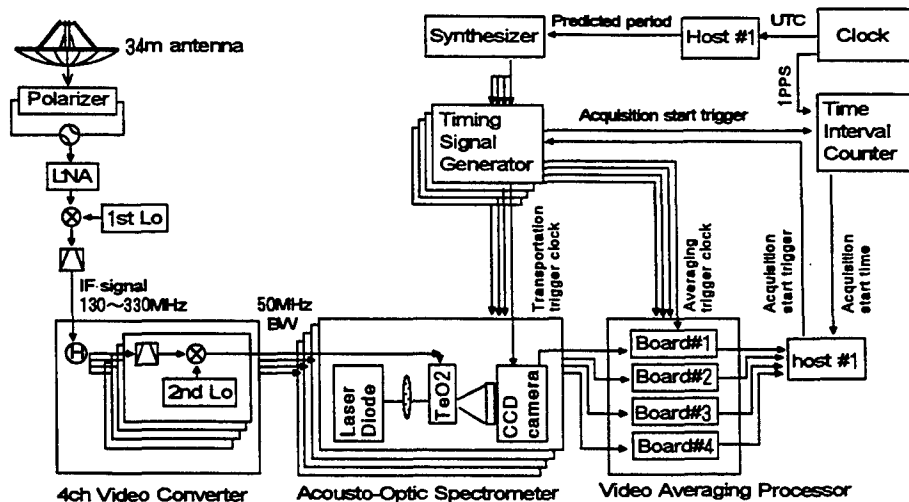 34m antenna
Polarizer
LNA
1st Lo
IF signal
130～330MHz
50MHz
BW
2nd Lo
4ch Video Converter
Synthesizer
Predicted period
Host #1
UTC
Clock
1PPS
Timing
Signal
Generator
Acquisition start trigger
Time
Interval
Counter
Transportation
trigger clock
Averaging
trigger clock
Acquisition
start trigger
Acquisition
start time
Laser
Diode
TeO2
CCD
camera
Acousto-Optic Spectrometer
Board#1
Board#2
Board#3
Board#4
host #1
Video Averaging Processor
H